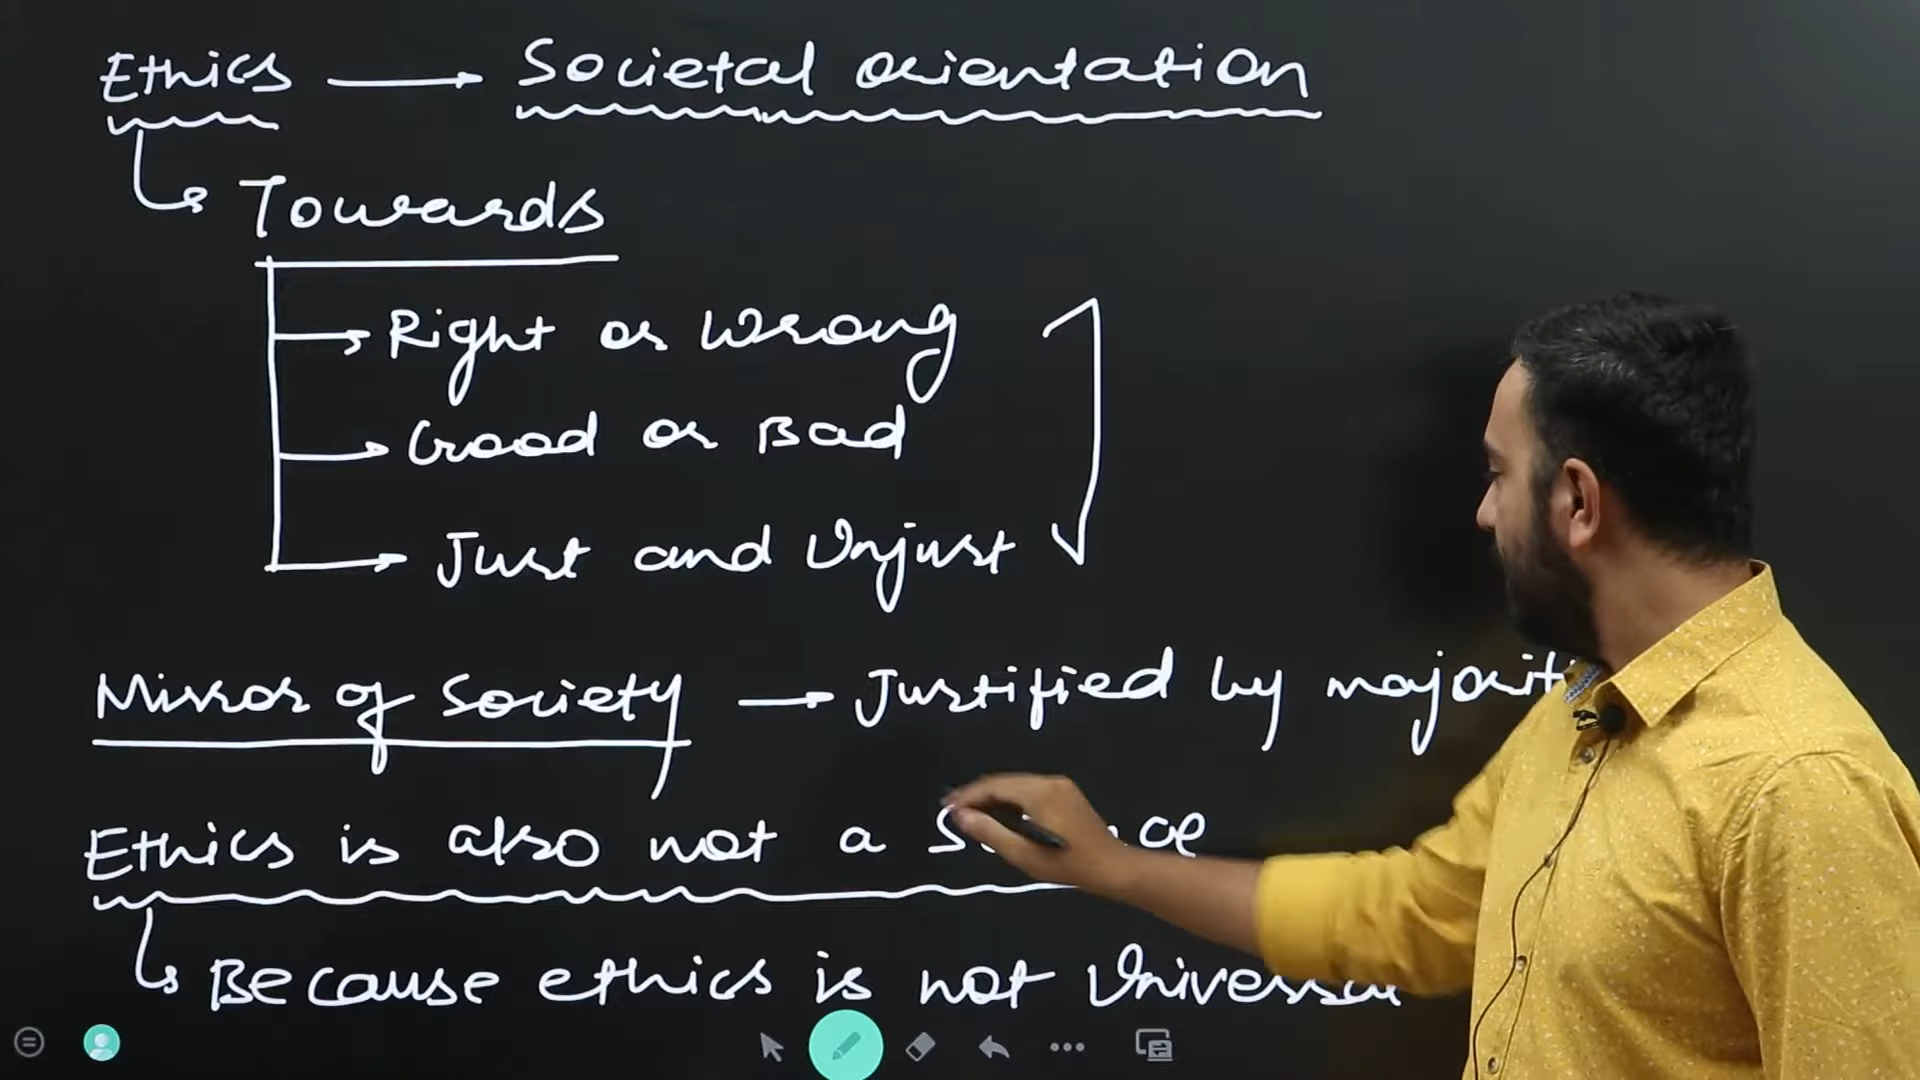 Ethics → Societal orientation
Towards
→ Right or Wrong
→ Good or Bad
→ Just and Unjust
Mirror of Society → Justified by
Ethics is also not a
Because ethics is not Universal